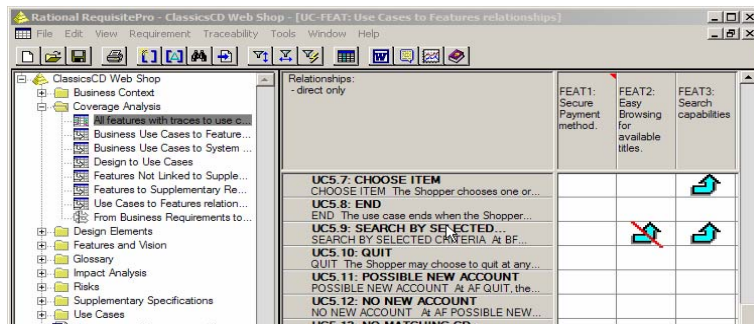 Rational RequisitePro - ClassicsCD Web Shop - [UC-FEAT: Use Cases to Features relationships]
File Edit View Requirement Traceability Tools Window Help
ClassicsCD Web Shop
Business Context
Coverage Analysis
All features with traces to use c...
Business Use Cases to Feature...
Business Use Cases to System ...
Design to Use Cases
Features Not Linked to Supple...
Features to Supplementary Re...
Use Cases to Features relation...
From Business Requirements to...
Design Elements
Features and Vision
Glossary
Impact Analysis
Risks
Supplementary Specifications
Use Cases
Relationships:
- direct only
FEAT1:
Secure
Payment
method.
FEAT2:
Easy
Browsing
for
available
titles.
FEAT3:
Search
capabilities
UC5.7: CHOOSE ITEM
CHOOSE ITEM The Shopper chooses one or...
UC5.8: END
END The use case ends when the Shopper...
UC5.9: SEARCH BY SELECTED...
SEARCH BY SELECTED CRITERIA At BF...
UC5.10: QUIT
QUIT The Shopper may choose to quit at any...
UC5.11: POSSIBLE NEW ACCOUNT
POSSIBLE NEW ACCOUNT At AF QUIT, the...
UC5.12: NO NEW ACCOUNT
NO NEW ACCOUNT At AF POSSIBLE NEW...
UC5.13: NO MATCHING CD